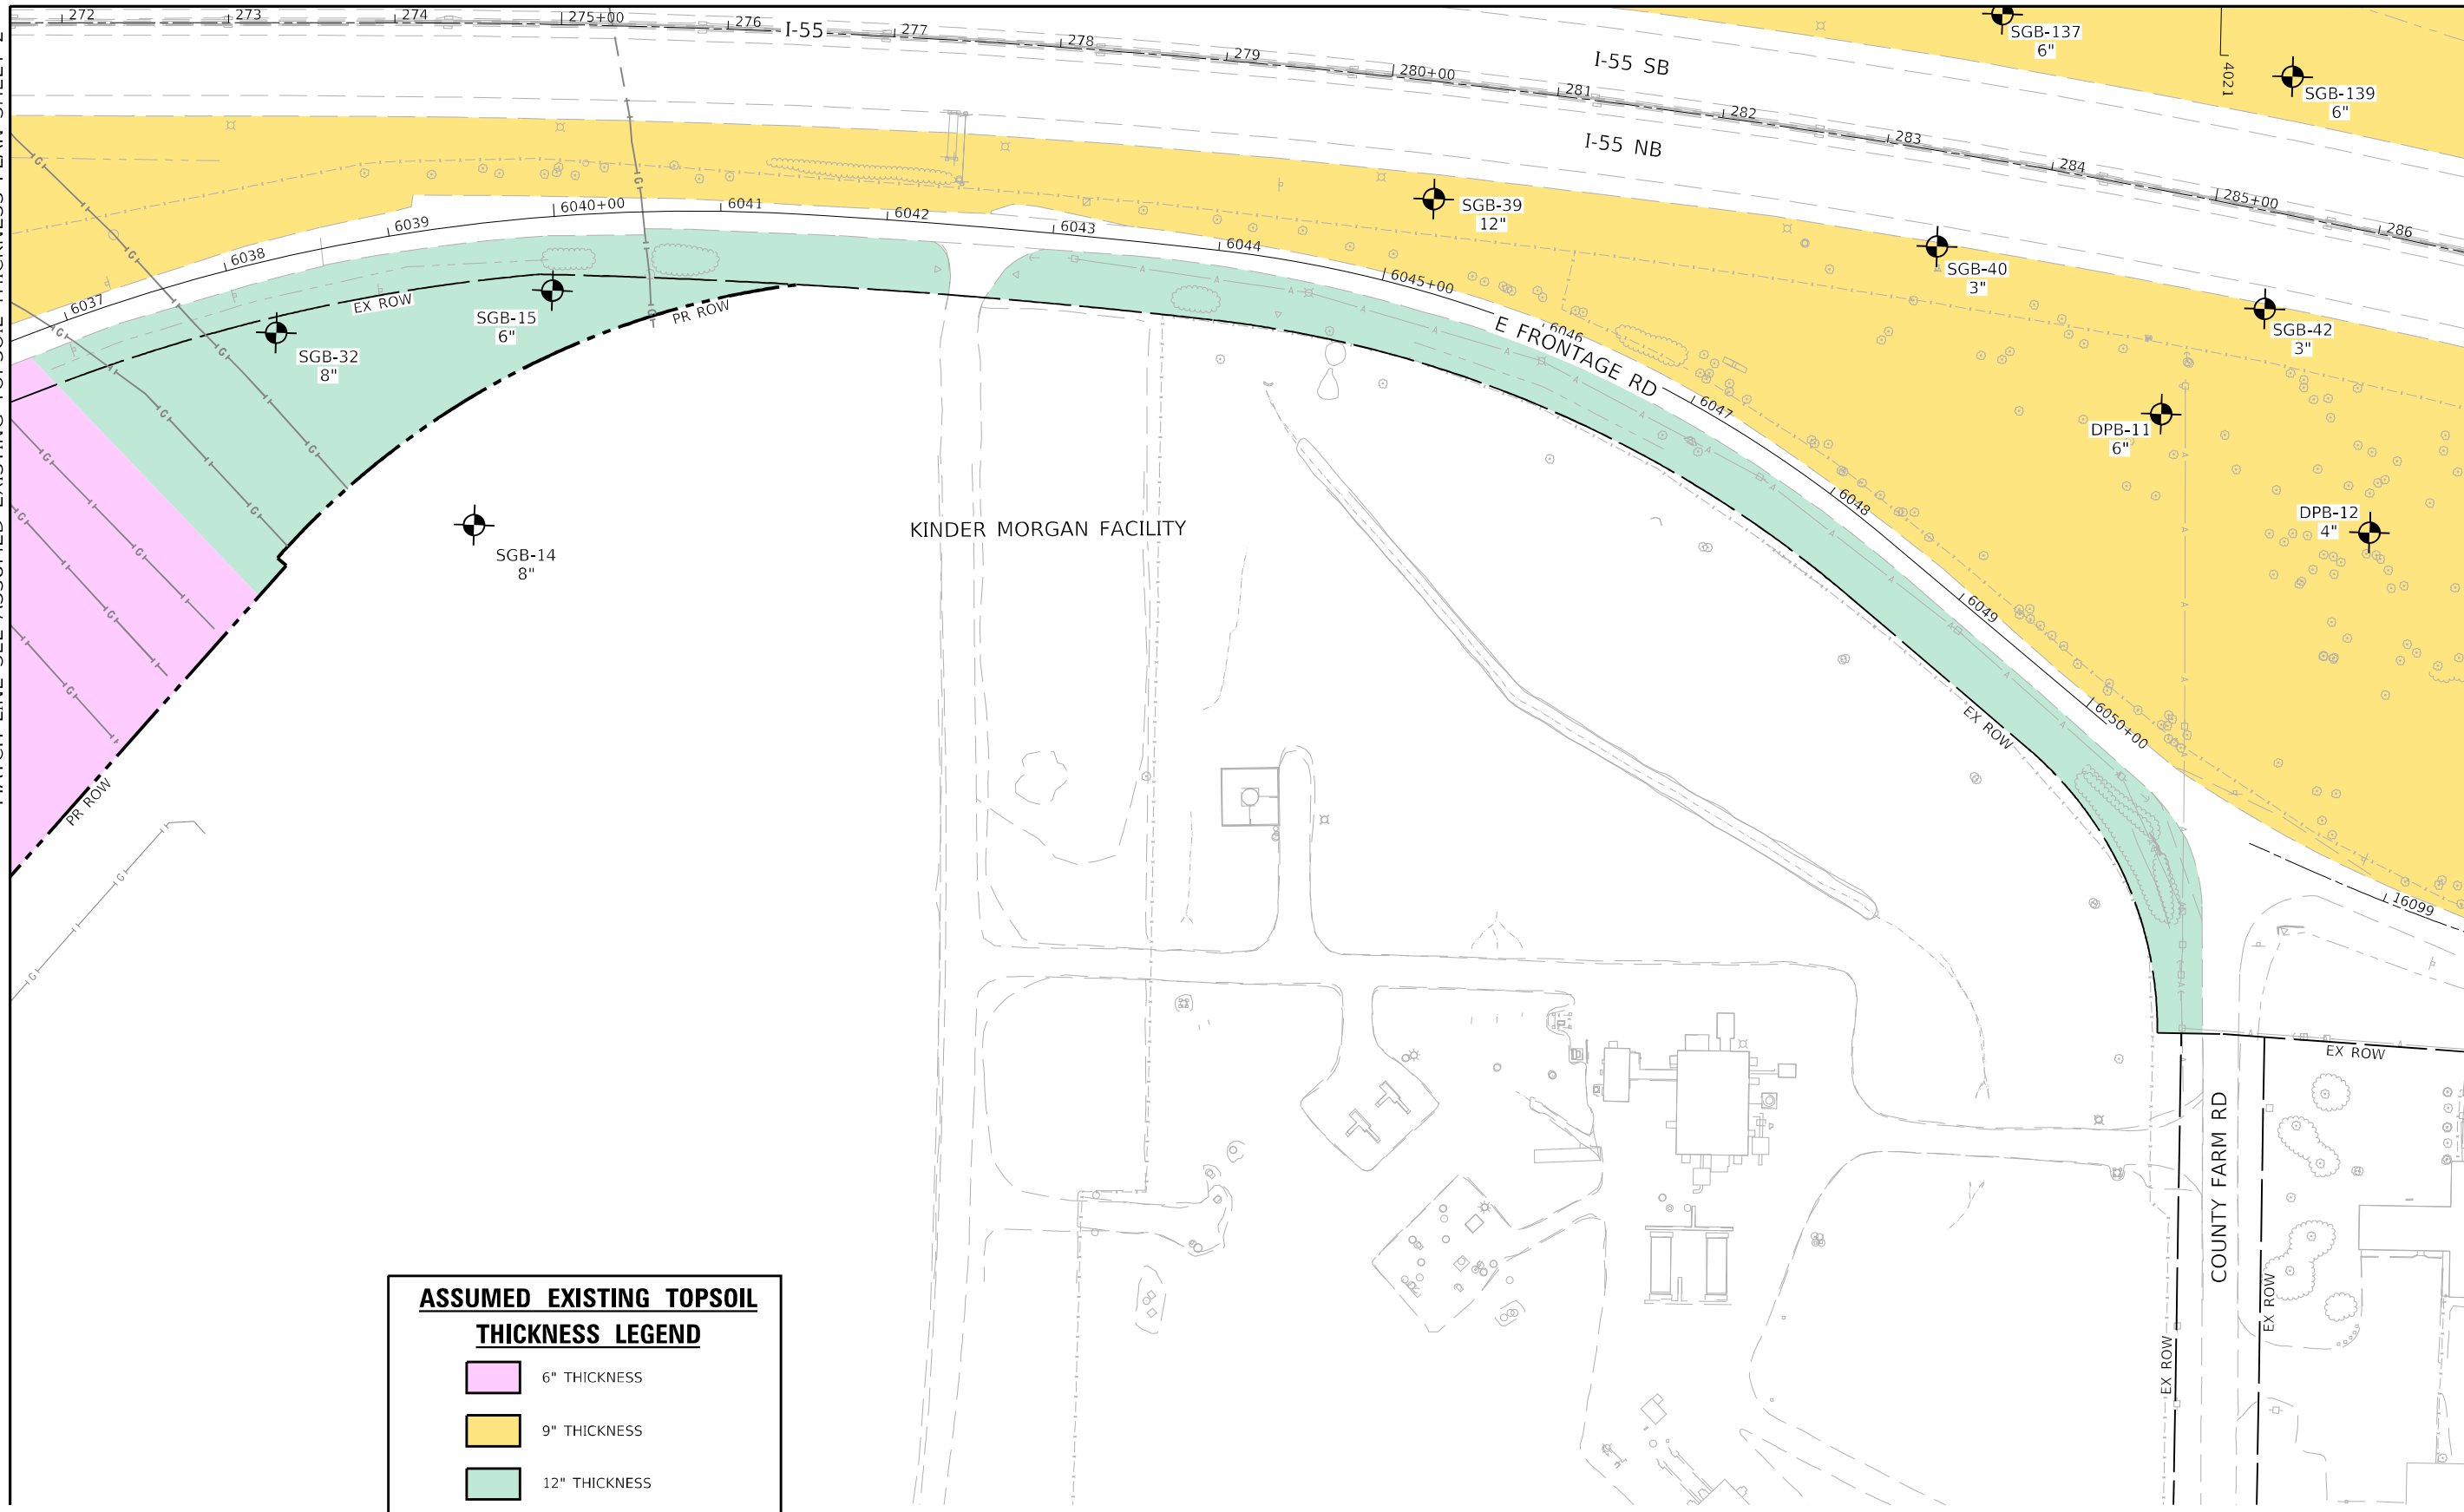 272
273
274
275+00
276
I-55
277
278
279
280+00
281
282
283
284
285+00
286
I-55 SB
I-55 NB
SGB-137
6"
4021
SGB-139
6"
6037
6038
6039
6040+00
6041
6042
6043
6044
6045+00
6046
6047
6048
6049
6050+00
16099
E FRONTAGE RD
SGB-39
12"
SGB-40
3"
SGB-42
3"
DPB-11
6"
DPB-12
4"
SGB-15
6"
SGB-32
8"
SGB-14
8"
EX ROW
PR ROW
PR ROW
EX ROW
EX ROW
EX ROW
EX ROW
KINDER MORGAN FACILITY
COUNTY FARM RD
ASSUMED EXISTING TOPSOIL
THICKNESS LEGEND
6" THICKNESS
9" THICKNESS
12" THICKNESS